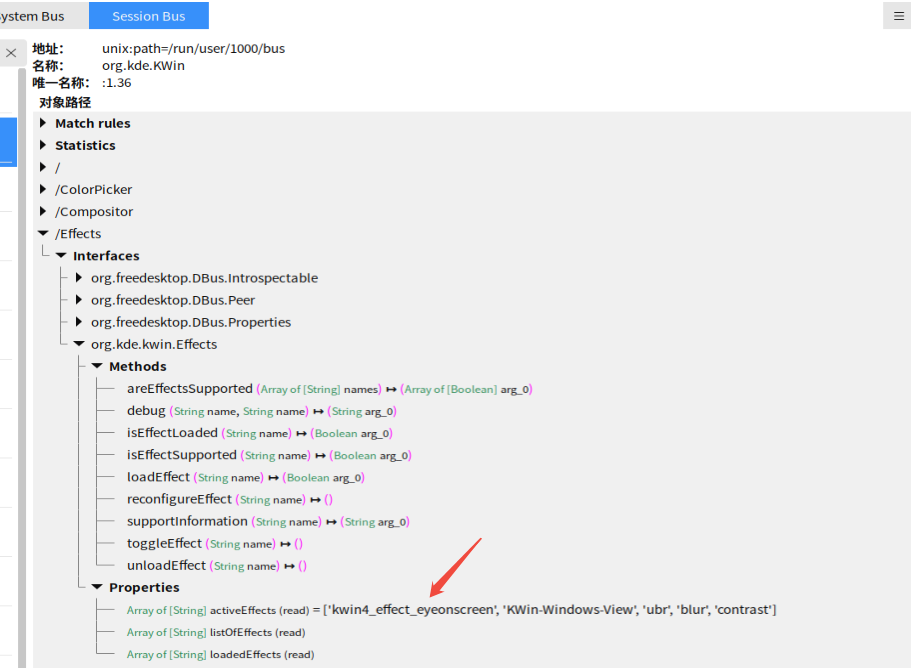 ystem Bus
Session Bus
地址: unix:path=/run/user/1000/bus
名称: org.kde.KWin
唯一名称: :1.36
对象路径
Match rules
Statistics
/
/ColorPicker
/Compositor
/Effects
Interfaces
org.freedesktop.DBus.Introspectable
org.freedesktop.DBus.Peer
org.freedesktop.DBus.Properties
org.kde.kwin.Effects
Methods
areEffectsSupported (Array of [String] names) ↦ (Array of [Boolean] arg_0)
debug (String name, String name) ↦ (String arg_0)
isEffectLoaded (String name) ↦ (Boolean arg_0)
isEffectSupported (String name) ↦ (Boolean arg_0)
loadEffect (String name) ↦ (Boolean arg_0)
reconfigureEffect (String name) ↦ ()
supportInformation (String name) ↦ (String arg_0)
toggleEffect (String name) ↦ ()
unloadEffect (String name) ↦ ()
Properties
Array of [String] activeEffects (read) = ['kwin4_effect_eyeonscreen', 'KWin-Windows-View', 'ubr', 'blur', 'contrast']
Array of [String] listOfEffects (read)
Array of [String] loadedEffects (read)